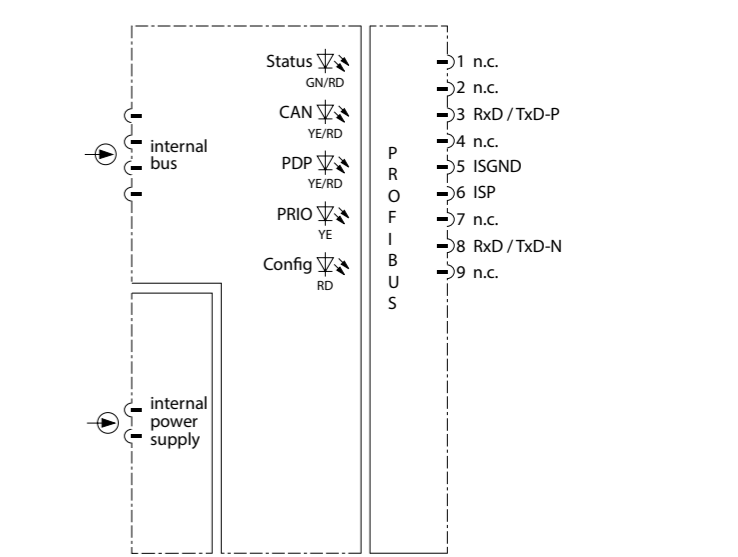 Status
GN/RD
CAN
YE/RD
PDP
YE/RD
PRIO
YE
Config
RD
internal
bus
internal
power
supply
P
R
O
F
I
B
U
S
1 n.c.
2 n.c.
3 RxD / TxD-P
4 n.c.
5 ISGND
6 ISP
7 n.c.
8 RxD / TxD-N
9 n.c.